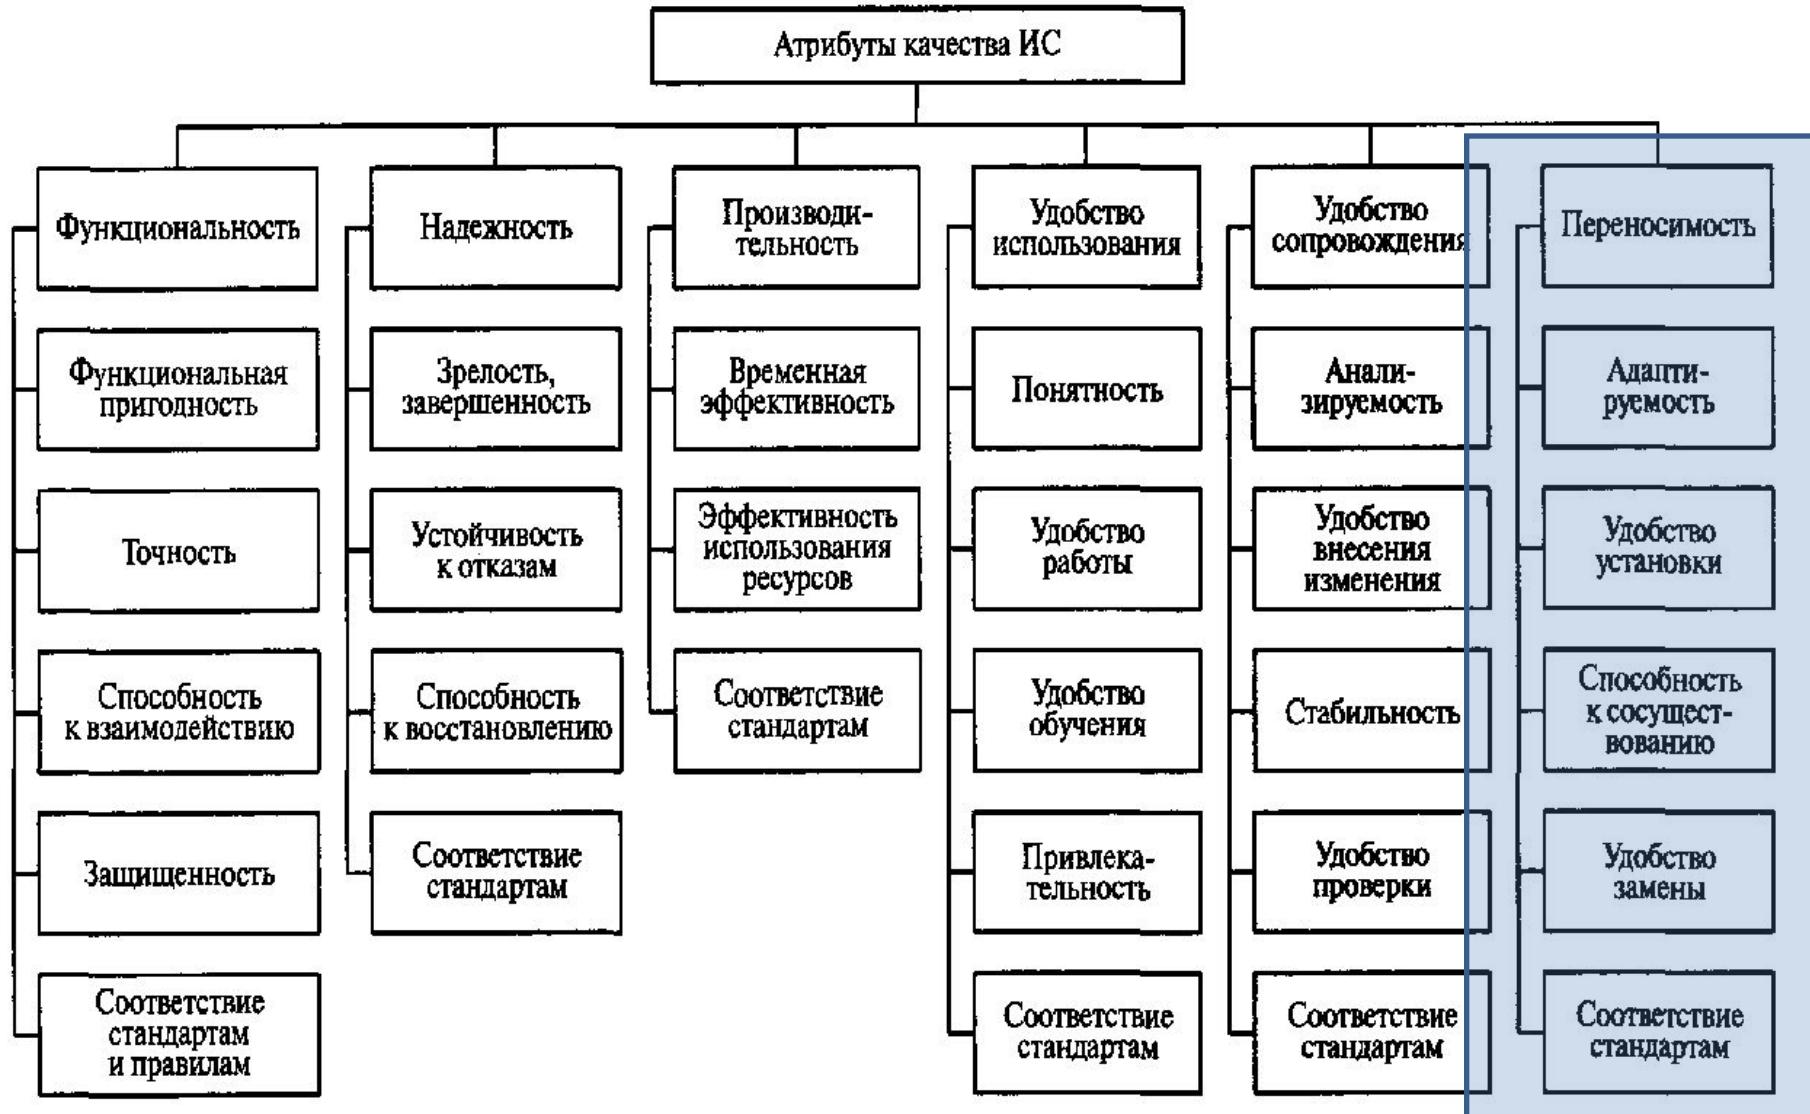 Атрибуты качества ИС
Функциональность
Функциональная
пригодность
Точность
Способность
к взаимодействию
Защищенность
Соответствие
стандартам
и правилам
Надежность
Зрелость,
завершенность
Устойчивость
к отказам
Способность
к восстановлению
Соответствие
стандартам
Производи-
тельность
Временная
эффективность
Эффективность
использования
ресурсов
Соответствие
стандартам
Удобство
использования
Понятность
Удобство
работы
Удобство
обучения
Привлека-
тельность
Соответствие
стандартам
Удобство
сопровождения
Анали-
зируемость
Удобство
внесения
изменения
Стабильность
Удобство
проверки
Соответствие
стандартам
Переносимость
Адапти-
руемость
Удобство
установки
Способность
к сосущест-
вованию
Удобство
замены
Соответствие
стандартам